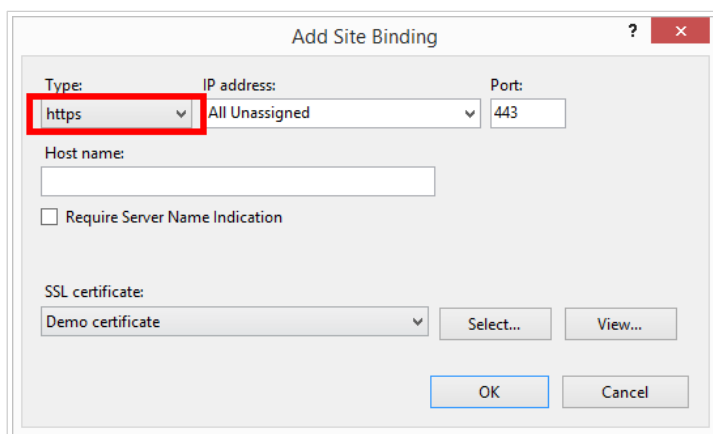 Add Site Binding
?
Type: IP address: Port:
https All Unassigned 443
Host name:
Require Server Name Indication
SSL certificate:
Demo certificate Select... View...
OK Cancel